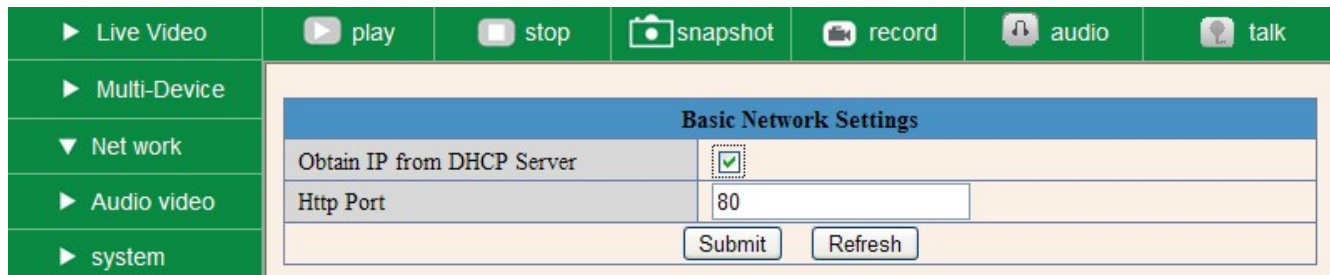 Live Video
play
stop
snapshot
record
audio
talk
Multi-Device
Net work
Audio video
system
Basic Network Settings
Obtain IP from DHCP Server
Http Port
80
Submit
Refresh